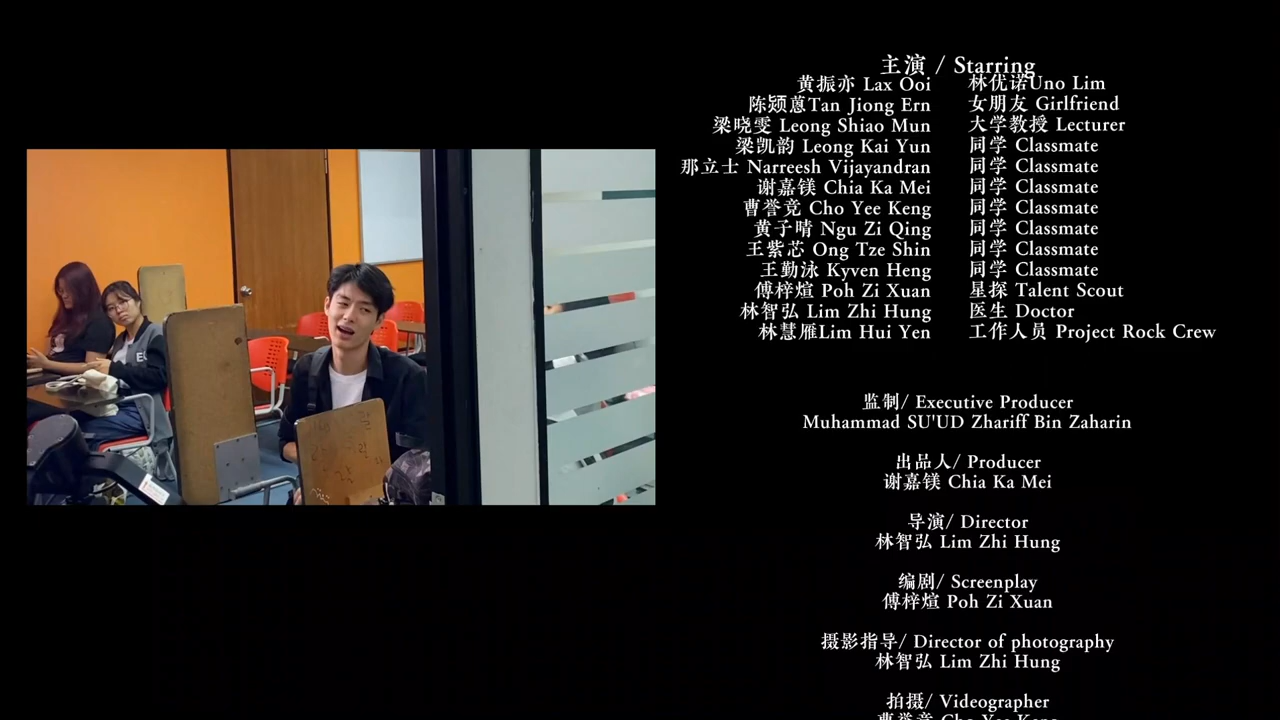 主演 / Starring
黄振亦 Lax Ooi 林优诺Uno Lim
陈颎蒠Tan Jiong Ern 女朋友 Girlfriend
梁晓雯 Leong Shiao Mun 大学教授 Lecturer
梁凯韵 Leong Kai Yun 同学 Classmate
那立士 Narreesh Vijayandran 同学 Classmate
谢嘉镁 Chia Ka Mei 同学 Classmate
曹誉竞 Cho Yee Keng 同学 Classmate
黄子晴 Ngu Zi Qing 同学 Classmate
王紫芯 Ong Tze Shin 同学 Classmate
王勤泳 Kyven Heng 同学 Classmate
傅梓煊 Poh Zi Xuan 星探 Talent Scout
林智弘 Lim Zhi Hung 医生 Doctor
林慧雁Lim Hui Yen 工作人员 Project Rock Crew
监制/ Executive Producer
Muhammad SU'UD Zhariff Bin Zaharin
出品人/ Producer
谢嘉镁 Chia Ka Mei
导演/ Director
林智弘 Lim Zhi Hung
编剧/ Screenplay
傅梓煊 Poh Zi Xuan
摄影指导/ Director of photography
林智弘 Lim Zhi Hung
拍摄/ Videographer